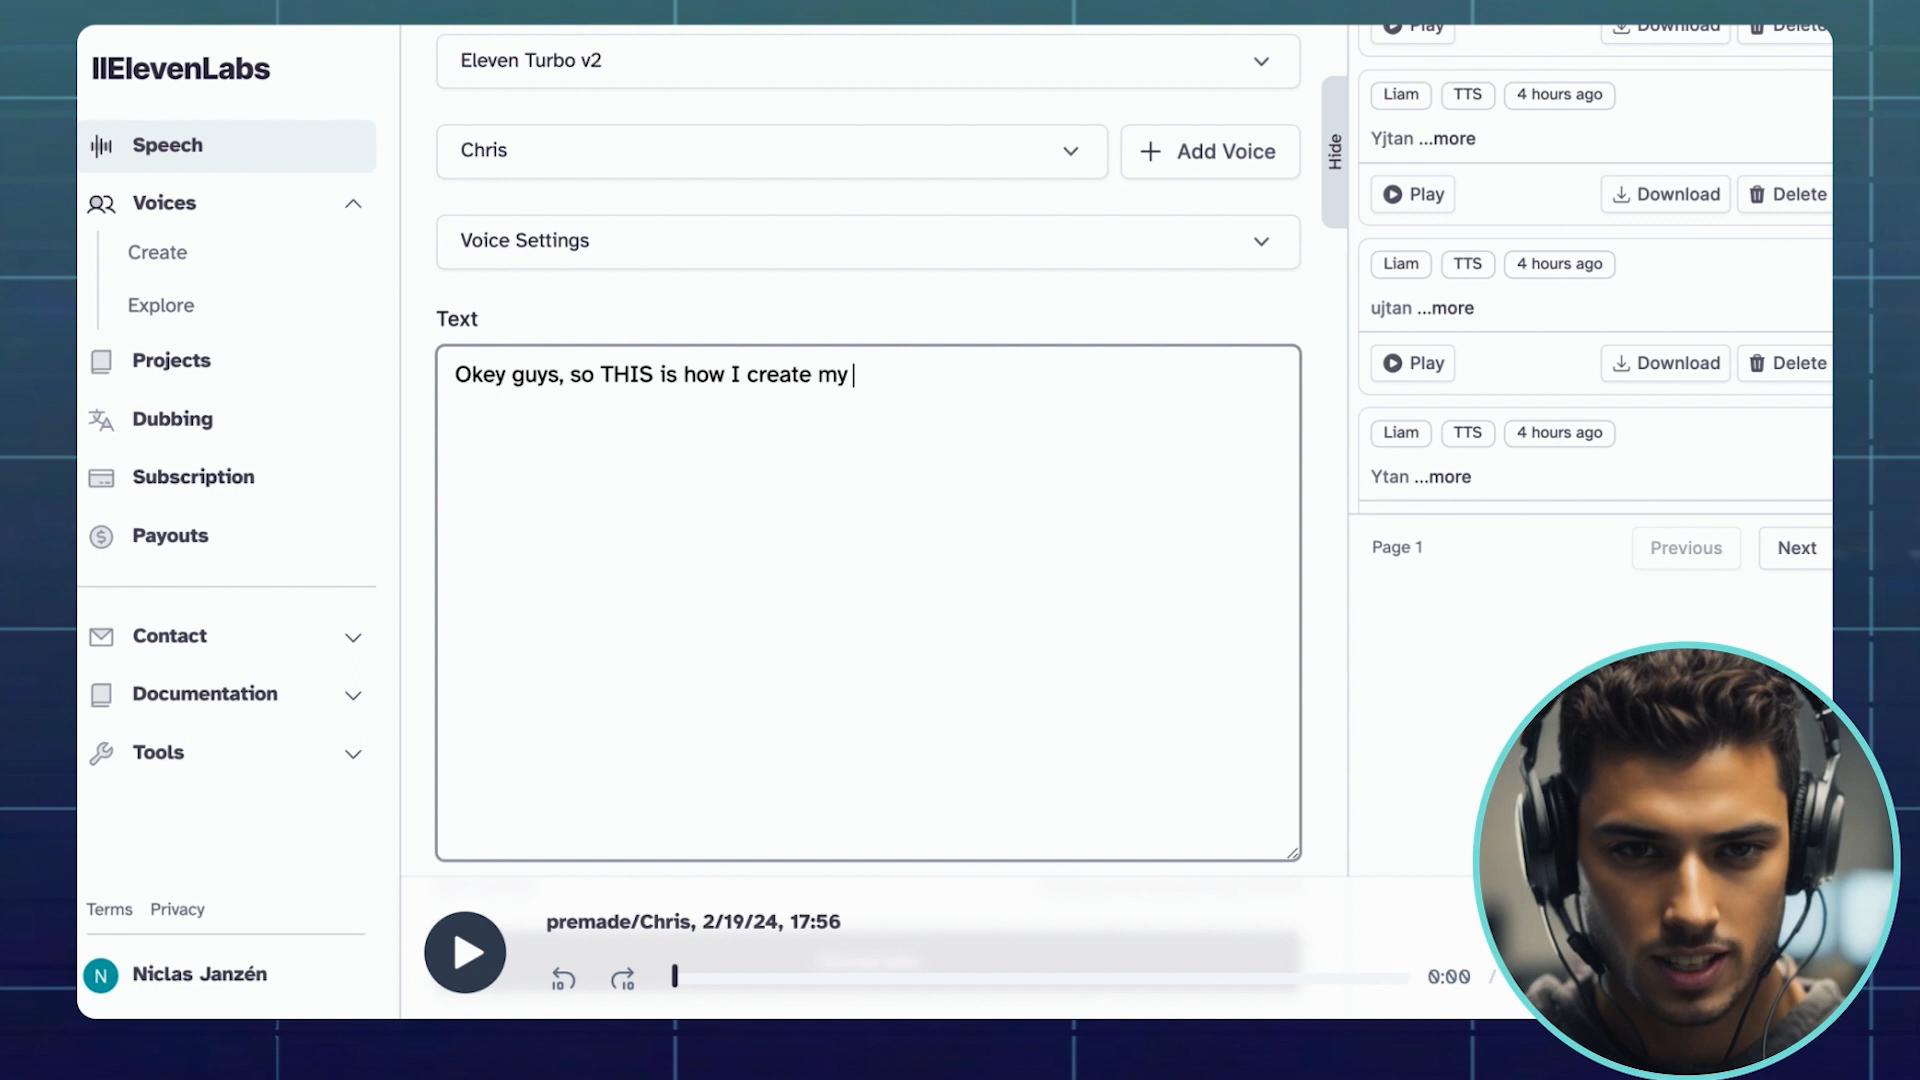 IIElevenLabs
Speech
Voices
Create
Explore
Projects
Dubbing
Subscription
Payouts
Contact
Documentation
Tools
Terms Privacy
N Niclas Janzén
Eleven Turbo v2
Chris
Add Voice
Voice Settings
Text
Okey guys, so THIS is how I create my
premade/Chris, 2/19/24, 17:56
10 10 0:00 /
Hide
Play Download Delete
Liam TTS 4 hours ago
Yjtan ...more
Play Download Delete
Liam TTS 4 hours ago
ujtan ...more
Play Download Delete
Liam TTS 4 hours ago
Ytan ...more
Page 1 Previous Next